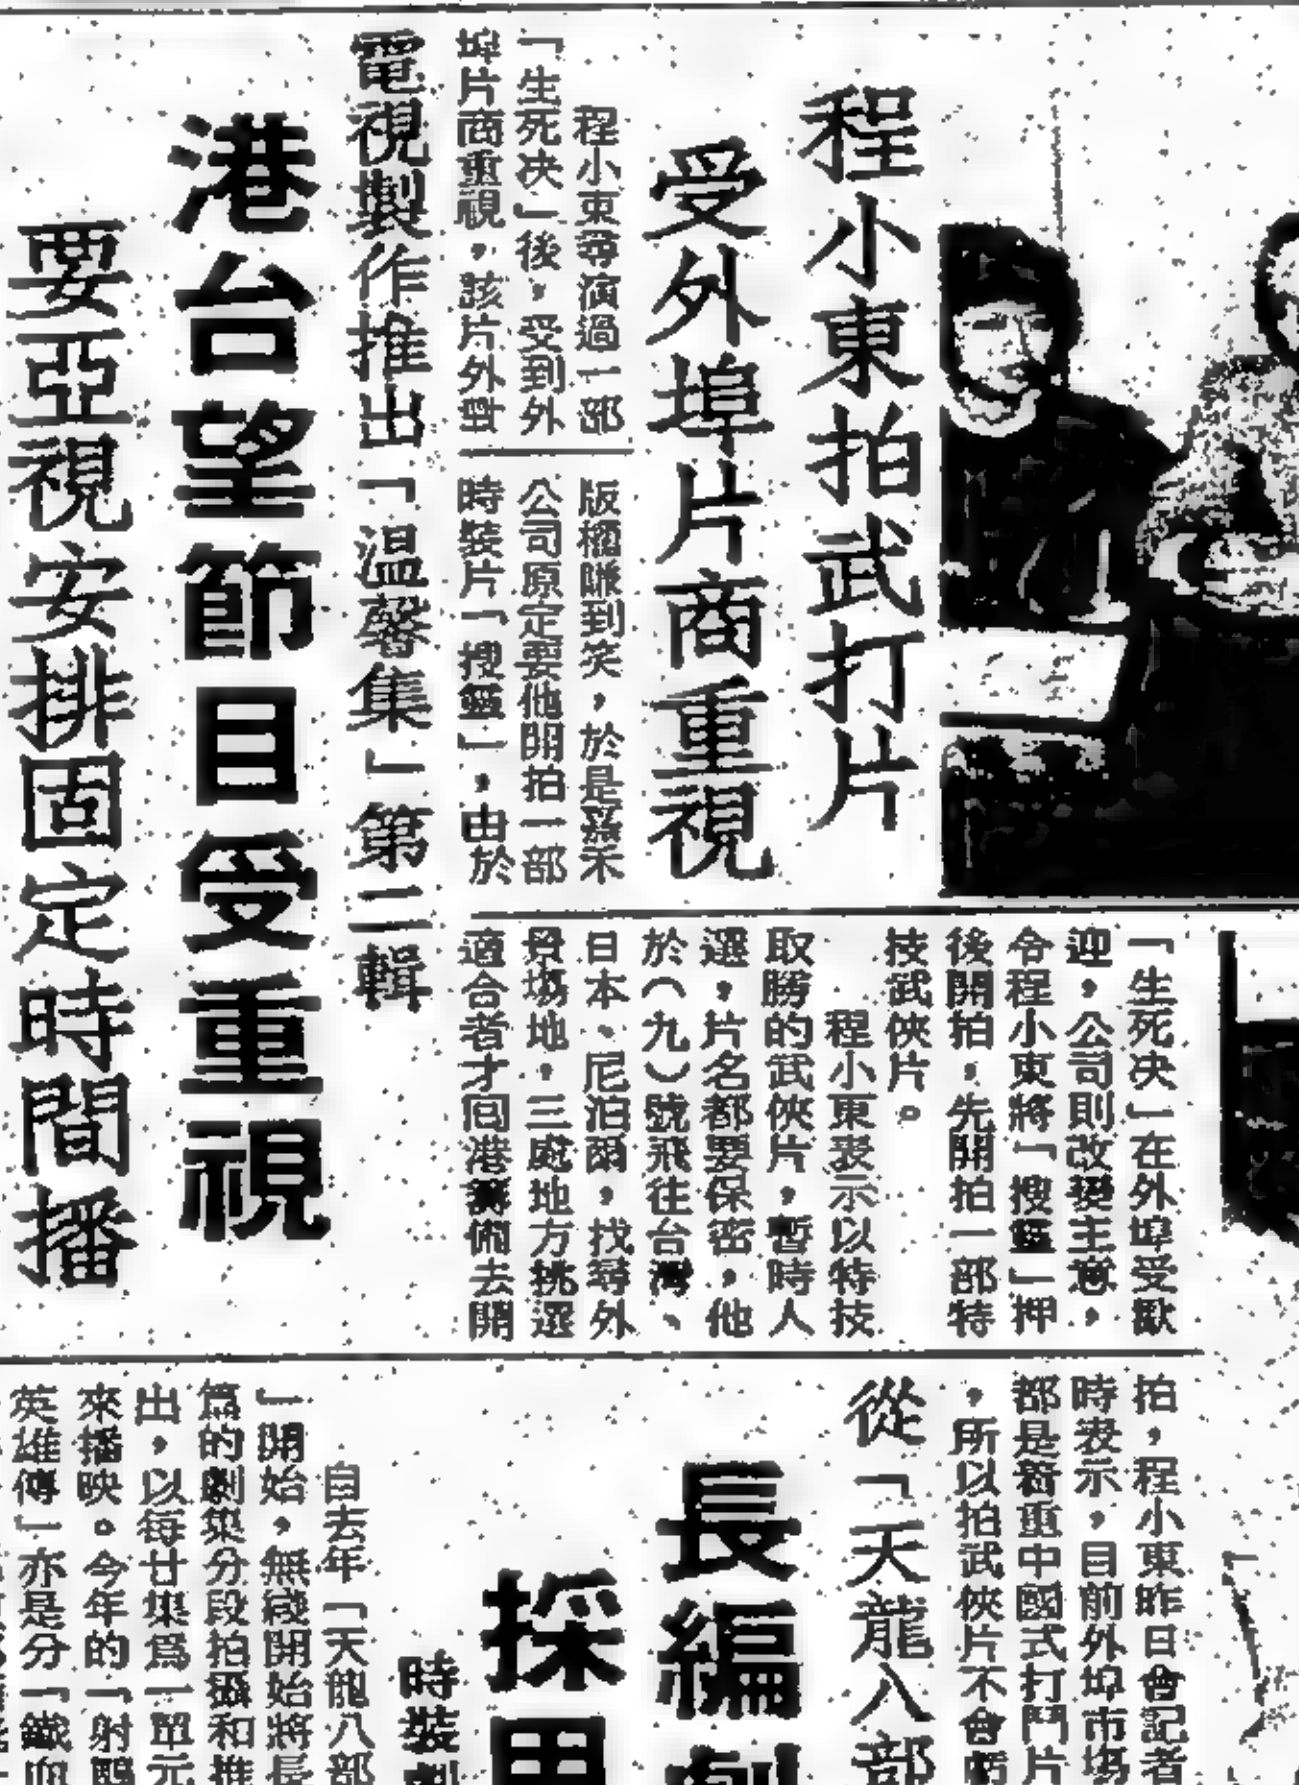 程小東拍武打片
受外埠片商重視
程小東導演過一部
「生死決」後，受到外
埠片商重視，該片外
版權賺到笑，於是嘉禾
公司原定要他開拍一部
時裝片「搜」，由於
「生死決」在外埠受歡
迎，公司則改變主意，
令程小東將「搜」押
後開拍，先開拍一部特
技武俠片。
程小東表示以特技
取勝的武俠片，暫時人
選，片名都要保密，他
於（九）號飛往台灣、
日本、尼泊爾，找尋外
景場地，三處地方挑選
適合者才回港籌備去開
拍，程小東昨日會記者
時表示，目前外埠市場
都是着重中國式打鬥片
，所以拍武俠片不會
電視製作推出「溫馨集」第二輯
港台望節目受重視
要亞視安排固定時間播
從「天龍八部
長編劇
採用
時裝劇
自去年「天龍八部
」開始，無綫開始將長
篇的劇集分段拍攝和推
出，以每廿集為一單元
來播映。今年的「射鵰
英雄傳」亦是分「鐵血